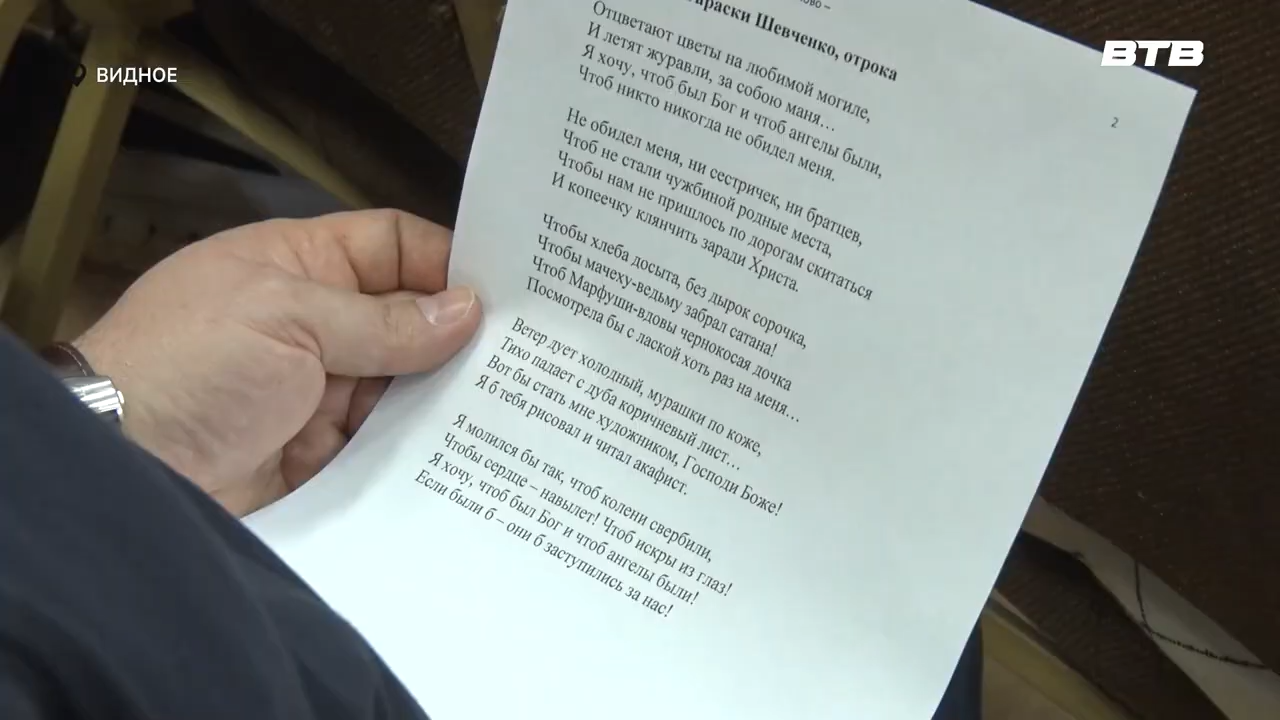 ВИДНОЕ
ВТВ
2
Шевченко, отрока
Отцветают цветы на любимой могиле,
И летят журавли, за собою маня…
Я хочу, чтоб был Бог и чтоб ангелы были,
Чтоб никто никогда не обидел меня.
Не обидел меня, ни сестричек, ни братцев,
Чтоб не стали чужбиной родные места,
Чтобы нам не пришлось по дорогам скитаться
И копеечку клянчить заради Христа.
Чтобы хлеба досыта, без дырок сорочка,
Чтобы мачеху-ведьму забрал сатана!
Чтоб Марфуши-вдовы чернокосая дочка
Посмотрела бы с лаской хоть раз на меня…
Ветер дует холодный, мурашки по коже,
Тихо падает с дуба коричневый лист…
Вот бы стать мне художником, Господи Боже!
Я б тебя рисовал и читал акафист.
Я молился бы так, чтоб колени свербили,
Чтобы сердце – навылет! Чтоб искры из глаз!
Я хочу, чтоб был Бог и чтоб ангелы были!
Если были б – они б заступились за нас!